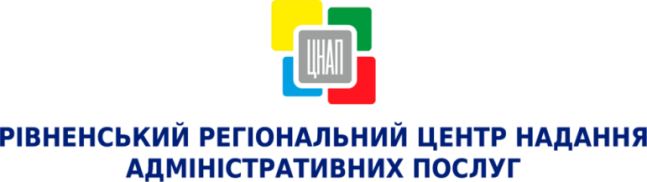 ЦНАП
РІВНЕНСЬКИЙ РЕГІОНАЛЬНИЙ ЦЕНТР НАДАННЯ
АДМІНІСТРАТИВНИХ ПОСЛУГ